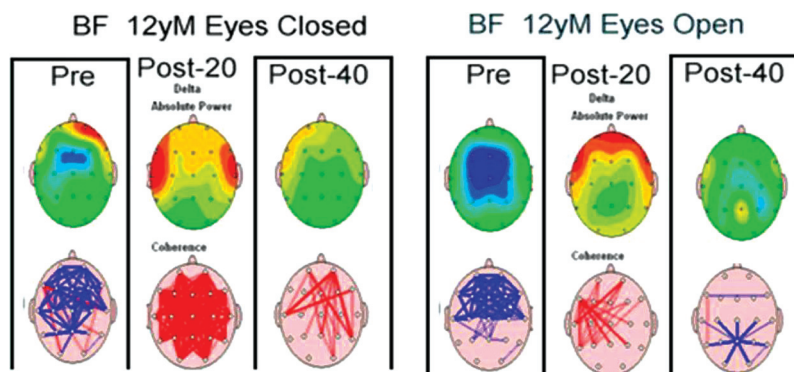 BF 12yM Eyes Closed
Pre
Post-20
Post-40
Delta
Absolute Power
Coherence
BF 12yM Eyes Open
Pre
Post-20
Post-40
Delta
Absolute Power
Coherence